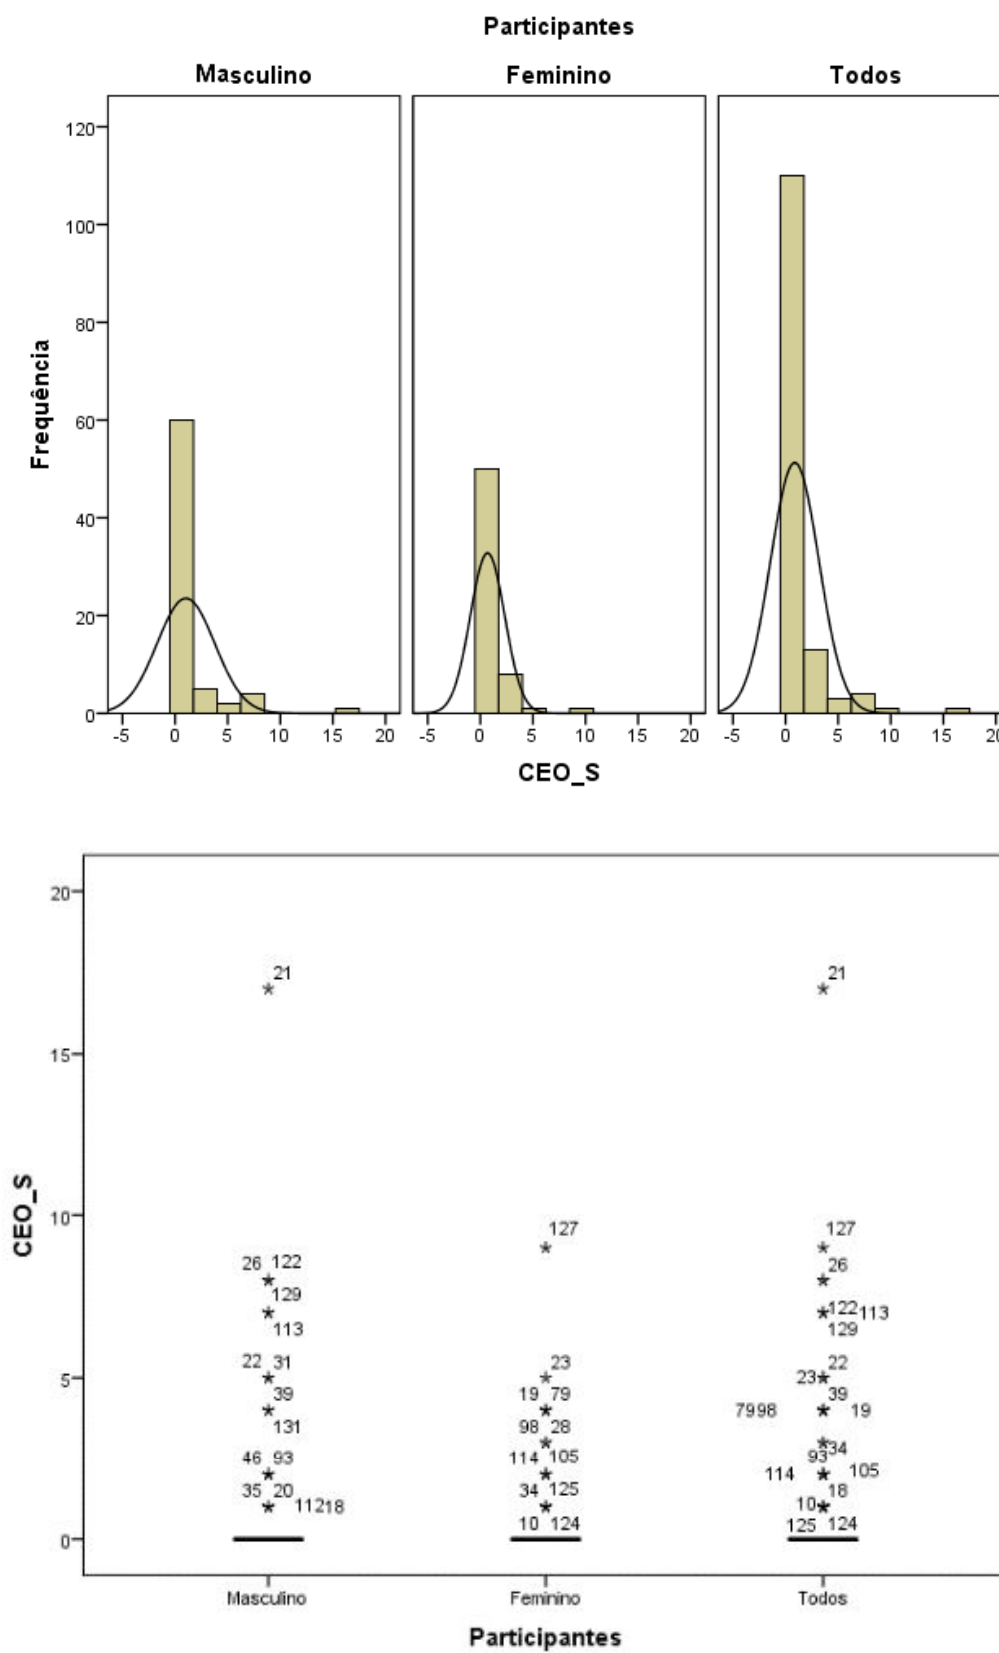 Participantes
Masculino Feminino Todos
120
100
80
60
40
20
0
Frequência
-5 0 5 10 15 20 -5 0 5 10 15 20 -5 0 5 10 15 20
CEO_S
20
15
10
5
0
CEO_S
21 21
127 127
26 122 26
129 122 113
113 129
22 31 23 23 22
39 19 79 39
131 7998 19
98 28 34
46 93 114 105 93
114 105
35 20 34 125 18
11218 10
10 124 125 124
Masculino Feminino Todos
Participantes